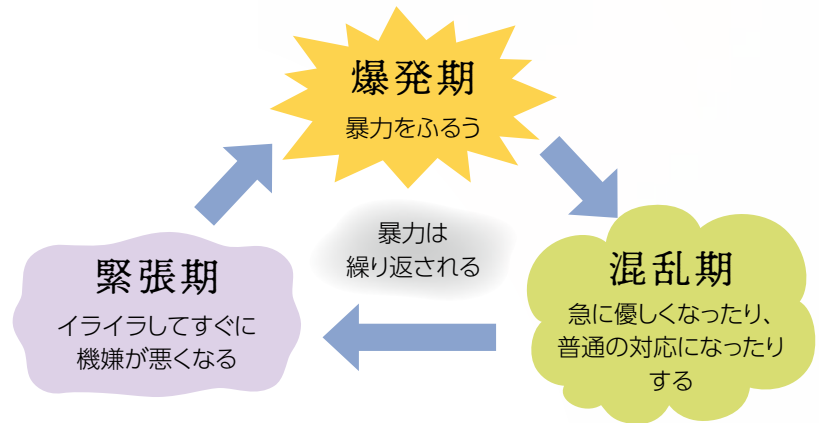 爆発期
暴力をふるう
暴力は
繰り返される
緊張期
イライラしてすぐに
機嫌が悪くなる
混乱期
急に優しくなったり、
普通の対応になったり
する